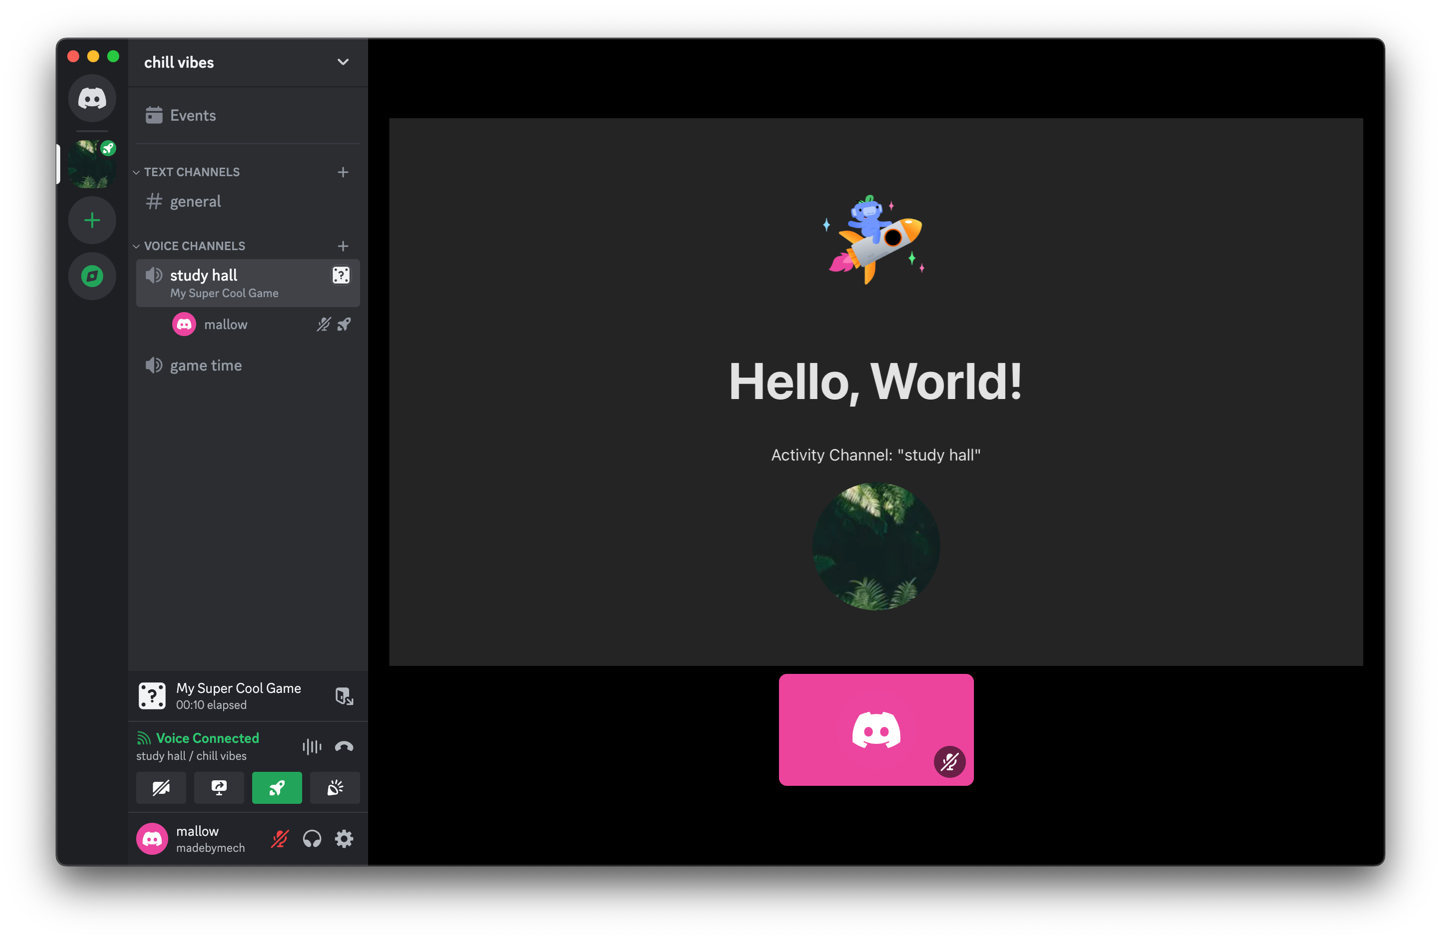 chill vibes
Events
TEXT CHANNELS
general
VOICE CHANNELS
study hall
My Super Cool Game
mallow
game time
My Super Cool Game
00:10 elapsed
Voice Connected
study hall / chill vibes
mallow
madebymech
Hello, World!
Activity Channel: "study hall"